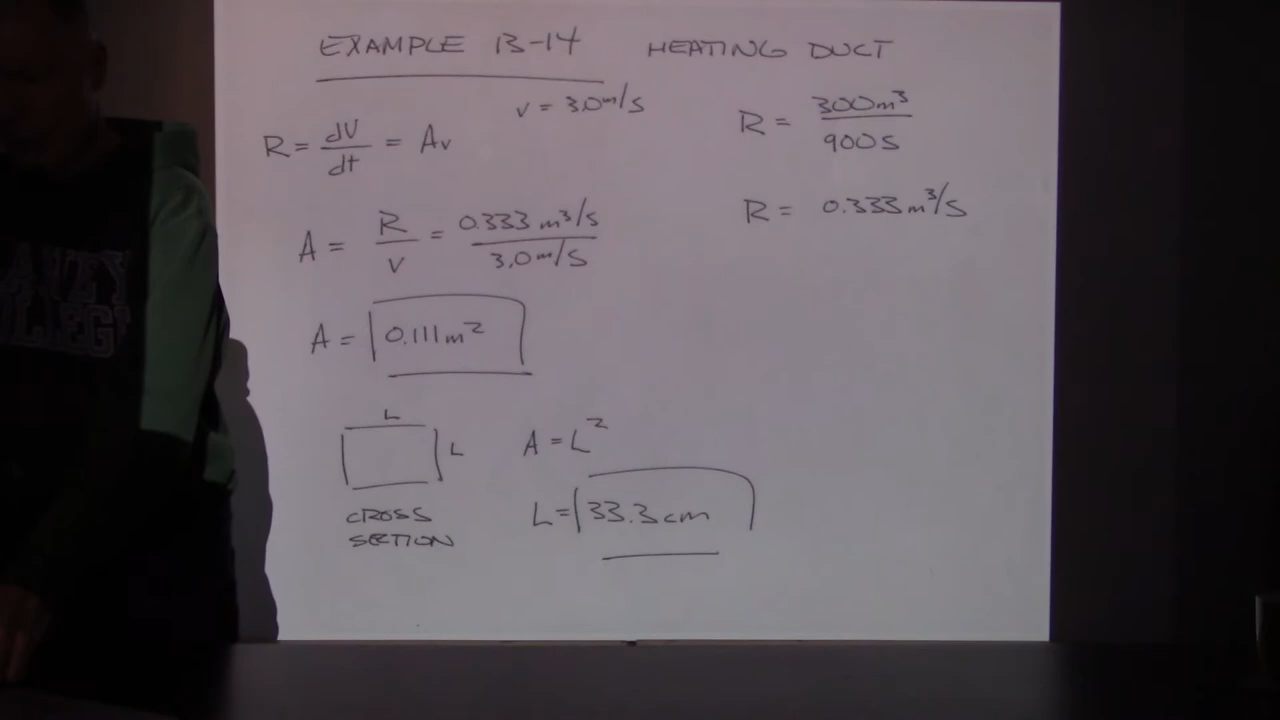 EXAMPLE 13-14 HEATING DUCT
v = 3.0 m/s
R = dV/dt = Av
R = 300m³/900s
A = R/v = 0.333 m³/s / 3.0 m/s
R = 0.333 m³/s
A = 0.111 m²
L
L
A = L²
L = 33.3 cm
CROSS
SECTION